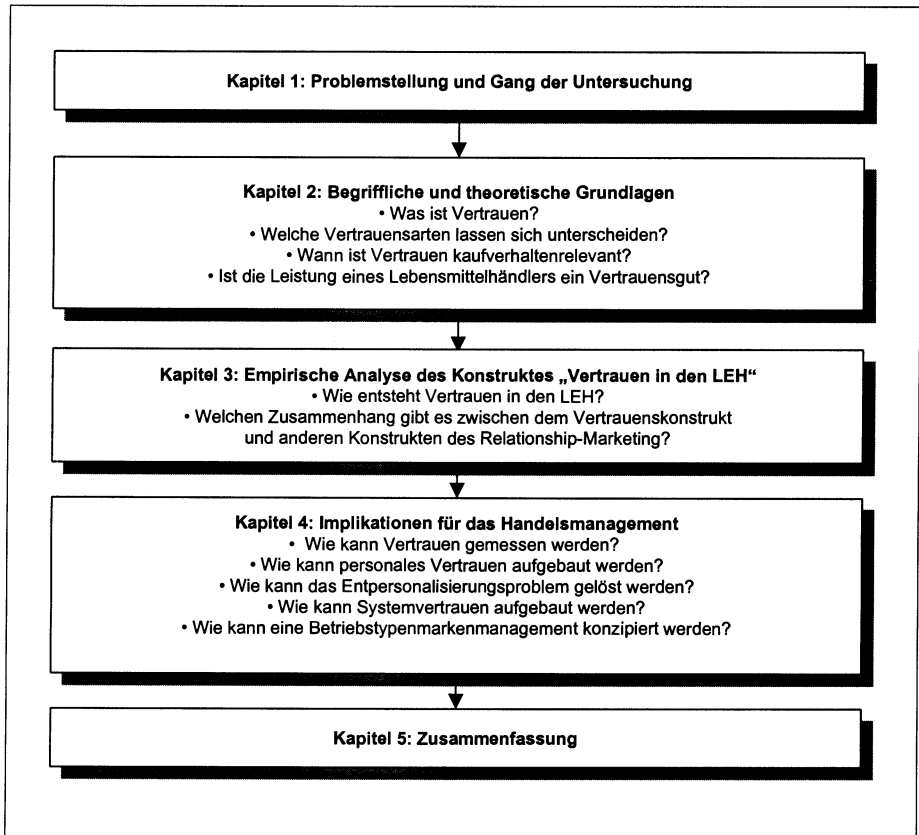 Kapitel 1: Problemstellung und Gang der Untersuchung
Kapitel 2: Begriffliche und theoretische Grundlagen
• Was ist Vertrauen?
• Welche Vertrauensarten lassen sich unterscheiden?
• Wann ist Vertrauen kaufverhaltenrelevant?
• Ist die Leistung eines Lebensmittelhändlers ein Vertrauensgut?
Kapitel 3: Empirische Analyse des Konstruktes „Vertrauen in den LEH“
• Wie entsteht Vertrauen in den LEH?
• Welchen Zusammenhang gibt es zwischen dem Vertrauenskonstrukt
und anderen Konstrukten des Relationship-Marketing?
Kapitel 4: Implikationen für das Handelsmanagement
• Wie kann Vertrauen gemessen werden?
• Wie kann personales Vertrauen aufgebaut werden?
• Wie kann das Entpersonalisierungsproblem gelöst werden?
• Wie kann Systemvertrauen aufgebaut werden?
• Wie kann eine Betriebstypenmarkenmanagement konzipiert werden?
Kapitel 5: Zusammenfassung